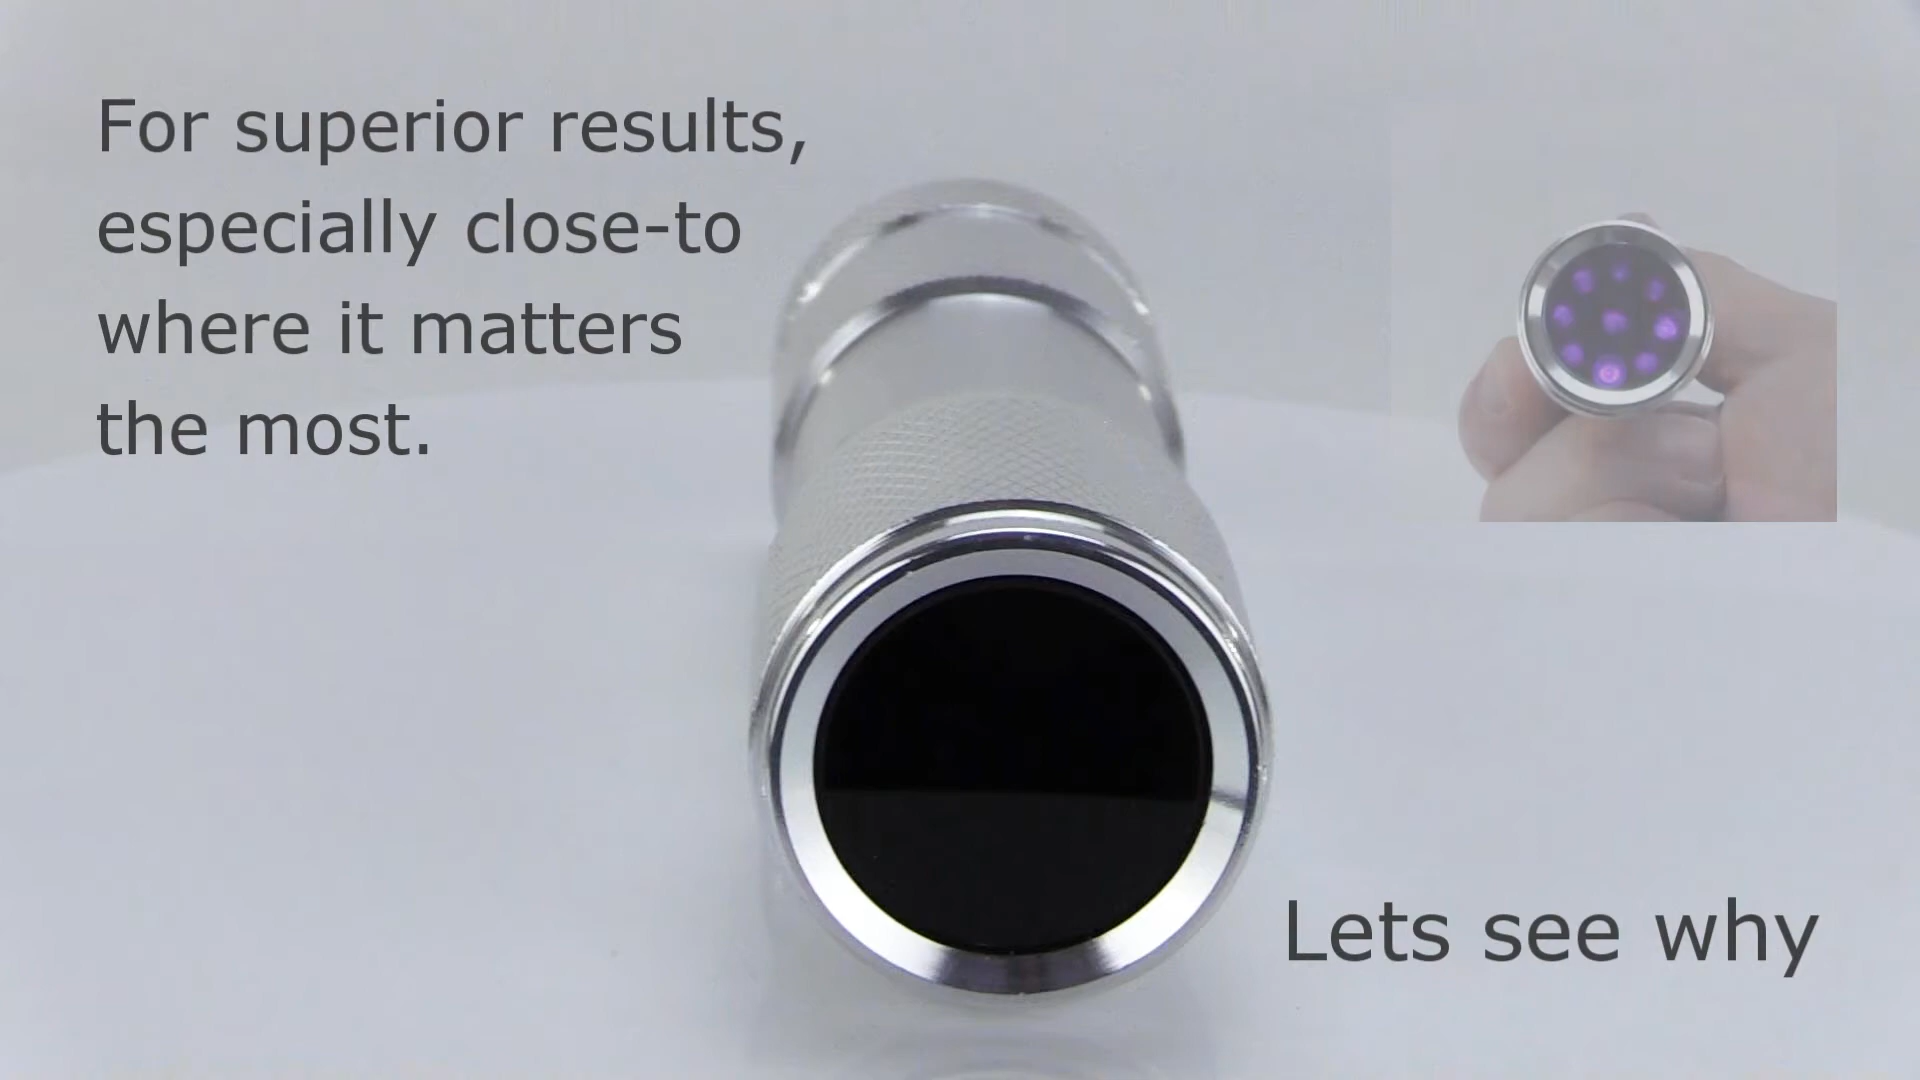 For superior results,
especially close-to
where it matters
the most.
Lets see why